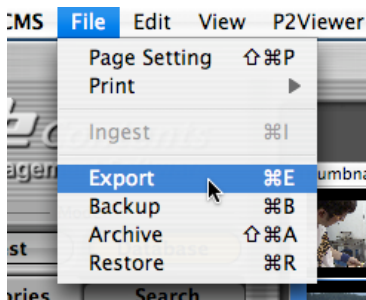 CMS File Edit View P2Viewer
Page Setting ⇧⌘P
Print ▶
Ingest ⌘I
Export ⌘E
Backup ⌘B
Archive ⇧⌘A
Restore ⌘R
Search